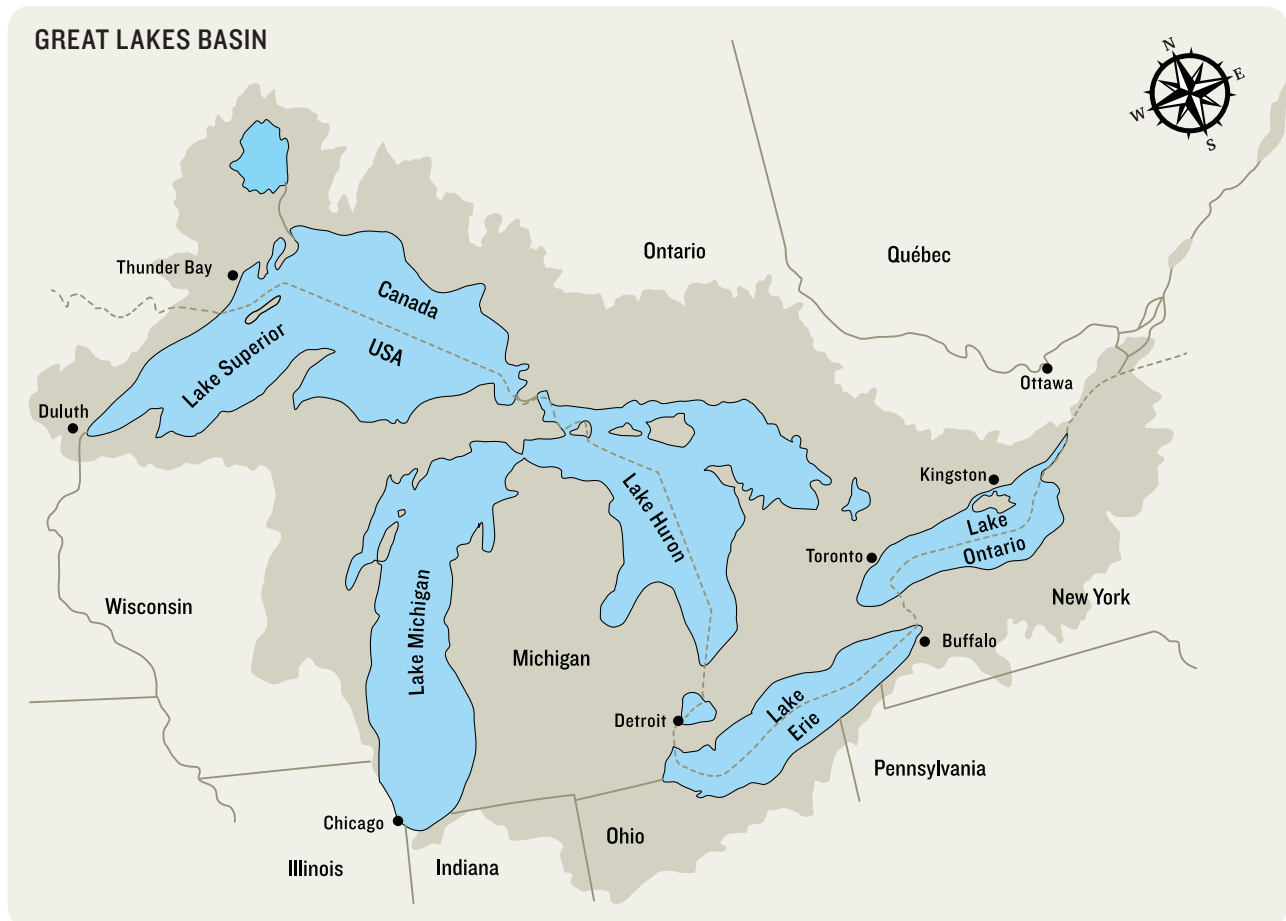 GREAT LAKES BASIN
N
E
W
S
Ontario
Québec
Thunder Bay
Canada
USA
Lake Superior
Ottawa
Duluth
Kingston
Lake Huron
Lake
Ontario
Toronto
Wisconsin
Lake Michigan
New York
Michigan
Buffalo
Detroit
Lake
Erie
Pennsylvania
Chicago
Ohio
Illinois
Indiana